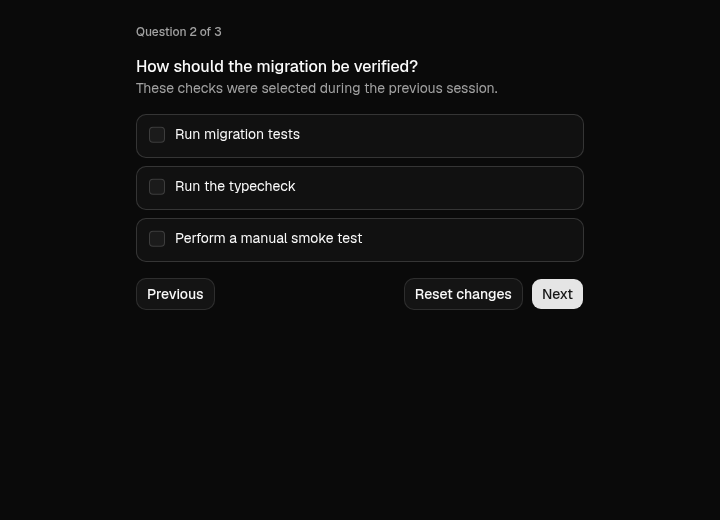 Question 2 of 3
How should the migration be verified?
These checks were selected during the previous session.
Run migration tests
Run the typecheck
Perform a manual smoke test
Previous
Reset changes
Next